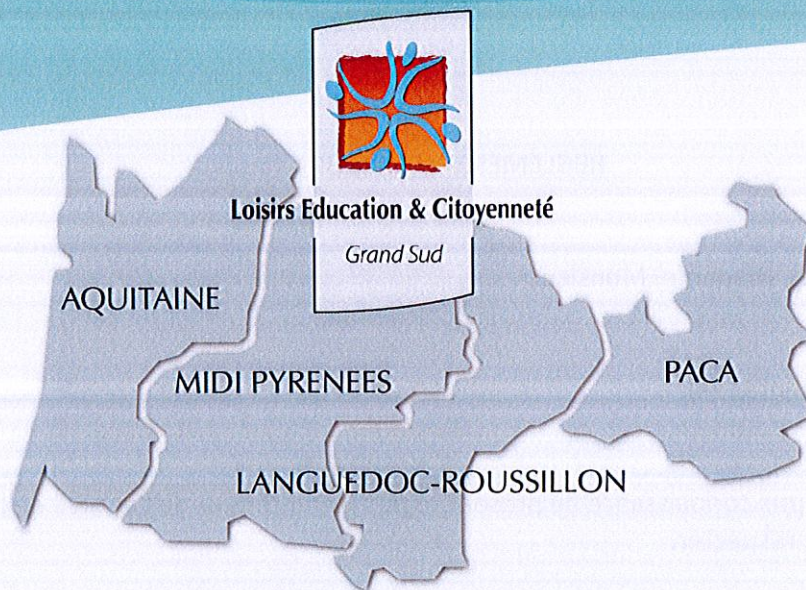 Loisirs Education & Citoyenneté
Grand Sud
AQUITAINE
MIDI PYRENEES
PACA
LANGUEDOC-ROUSSILLON